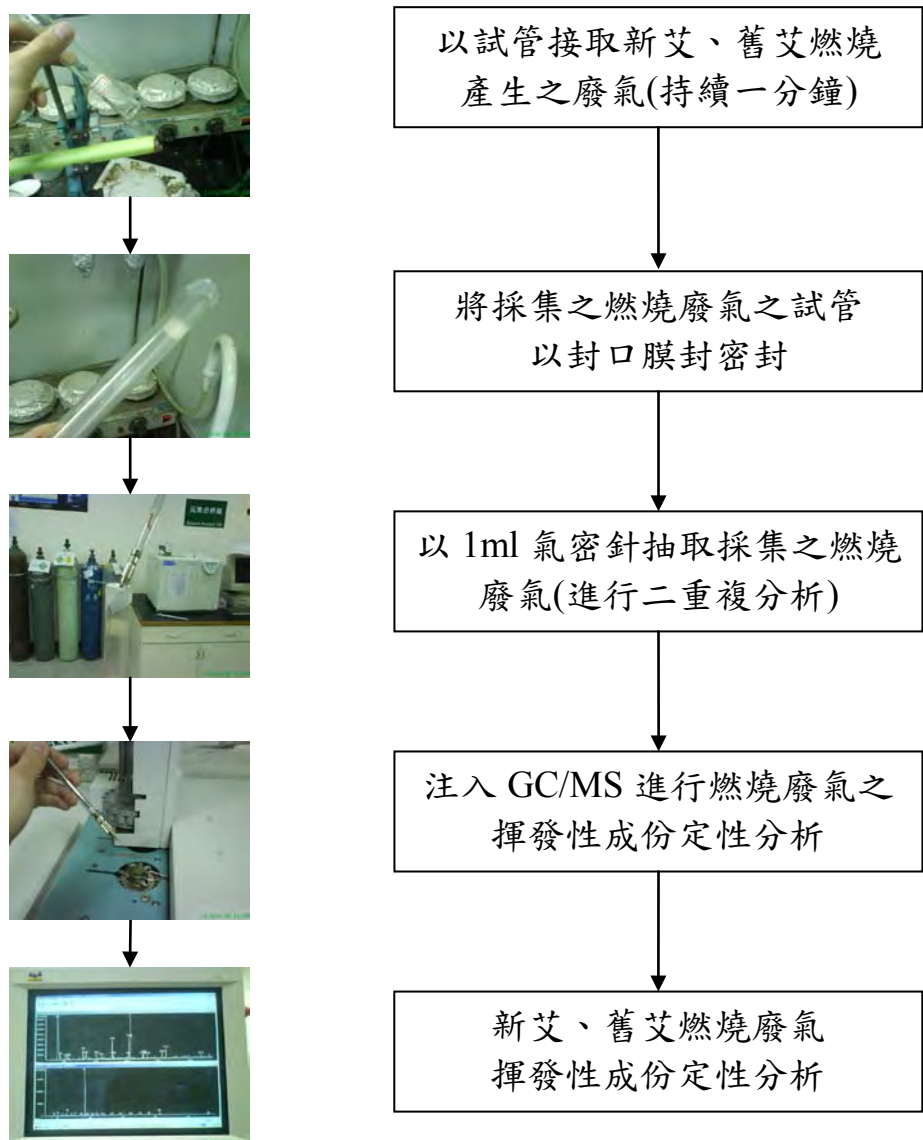 以試管接取新艾、舊艾燃燒
產生之廢氣(持續一分鐘)
將採集之燃燒廢氣之試管
以封口膜封密封
以 1ml 氣密針抽取採集之燃燒
廢氣(進行二重複分析)
注入 GC/MS 進行燃燒廢氣之
揮發性成份定性分析
新艾、舊艾燃燒廢氣
揮發性成份定性分析